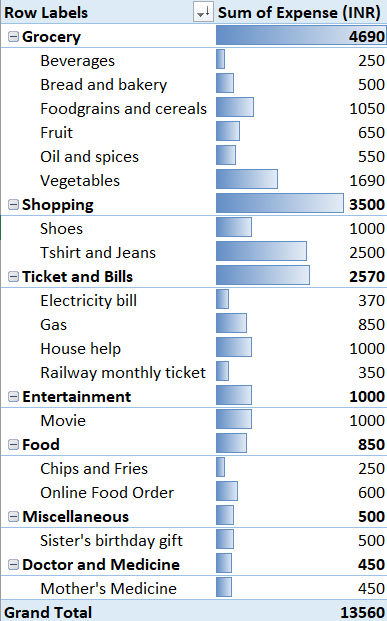 Row Labels Sum of Expense (INR)
Grocery 4690
Beverages 250
Bread and bakery 500
Foodgrains and cereals 1050
Fruit 650
Oil and spices 550
Vegetables 1690
Shopping 3500
Shoes 1000
Tshirt and Jeans 2500
Ticket and Bills 2570
Electricity bill 370
Gas 850
House help 1000
Railway monthly ticket 350
Entertainment 1000
Movie 1000
Food 850
Chips and Fries 250
Online Food Order 600
Miscellaneous 500
Sister's birthday gift 500
Doctor and Medicine 450
Mother's Medicine 450
Grand Total 13560